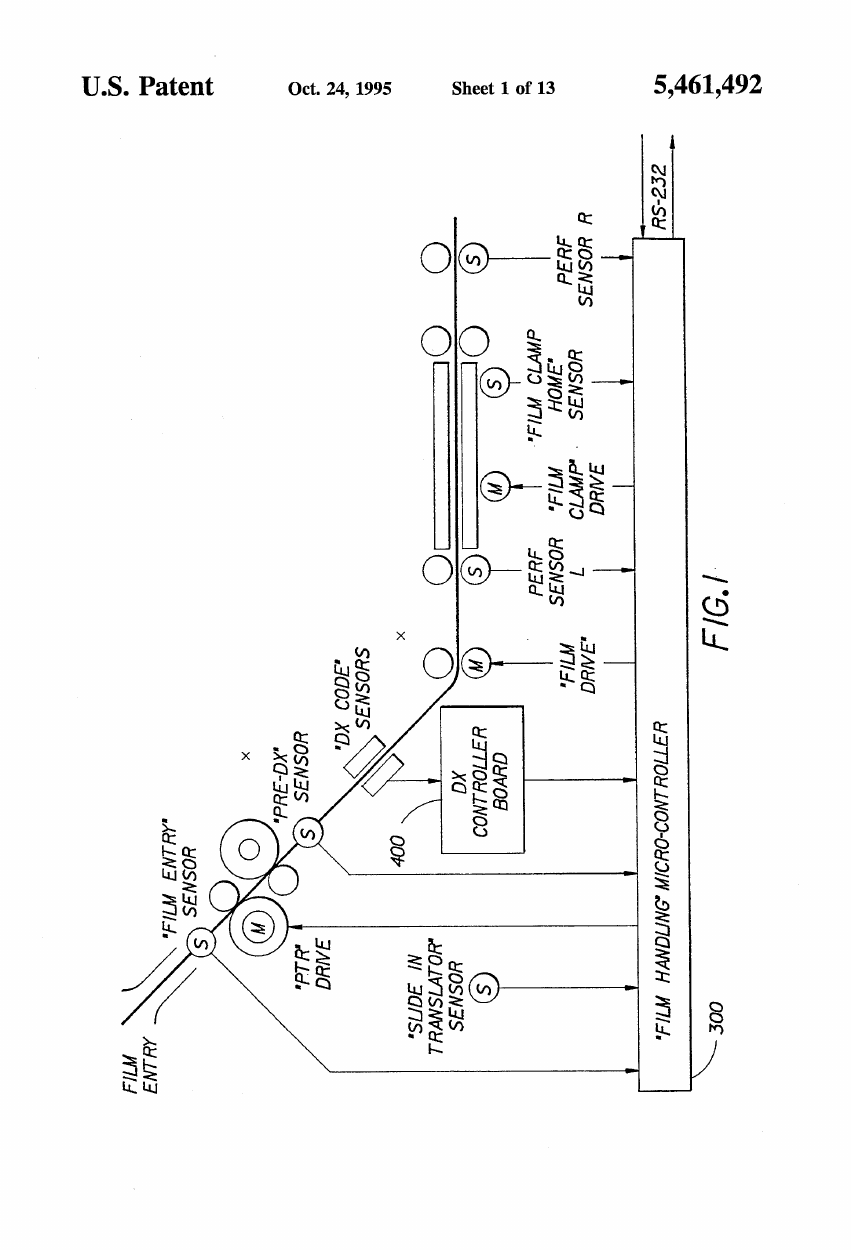 U.S. Patent Oct. 24, 1995 Sheet 1 of 13 5,461,492
FILM
ENTRY
"FILM ENTRY"
SENSOR
S
M
"PTR"
DRIVE
"PRE-DX"
SENSOR
S
"DX CODE"
SENSORS
"SLIDE IN
TRANSLATOR"
SENSOR
S
400
DX
CONTROLLER
BOARD
M
"FILM
DRIVE"
S
PERF
SENSOR
L
M
"FILM
CLAMP"
DRIVE
S
"FILM CLAMP
HOME"
SENSOR
S
PERF
SENSOR R
"FILM HANDLING" MICRO-CONTROLLER
RS-232
300
FIG.1